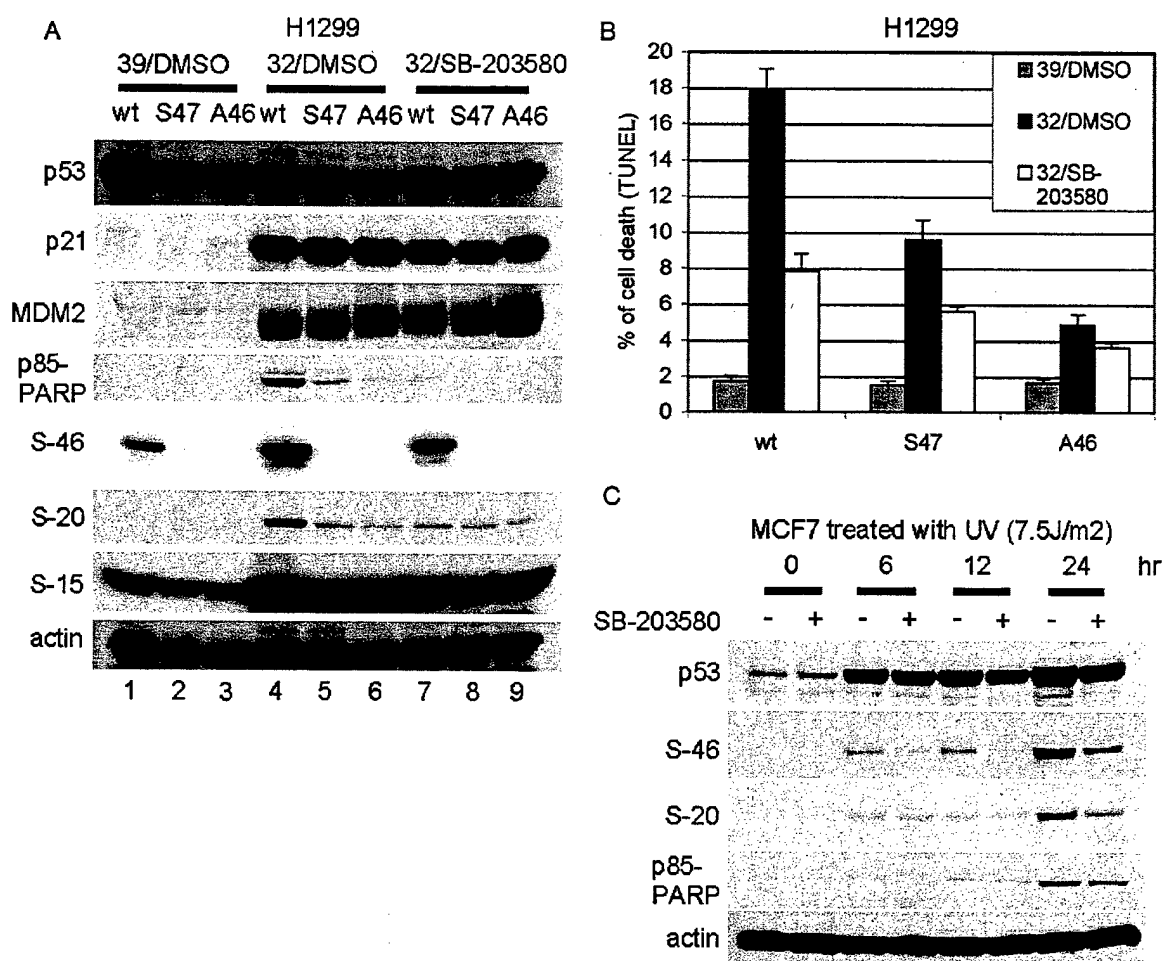 A
H1299
39/DMSO 32/DMSO 32/SB-203580
wt S47 A46 wt S47 A46 wt S47 A46
p53
p21
MDM2
p85-
PARP
S-46
S-20
S-15
actin
1 2 3 4 5 6 7 8 9
B
H1299
% of cell death (TUNEL)
20
18
16
14
12
10
8
6
4
2
0
39/DMSO
32/DMSO
32/SB-
203580
wt S47 A46
C
MCF7 treated with UV (7.5J/m2)
0 6 12 24 hr
SB-203580 - + - + - + - +
p53
S-46
S-20
p85-
PARP
actin